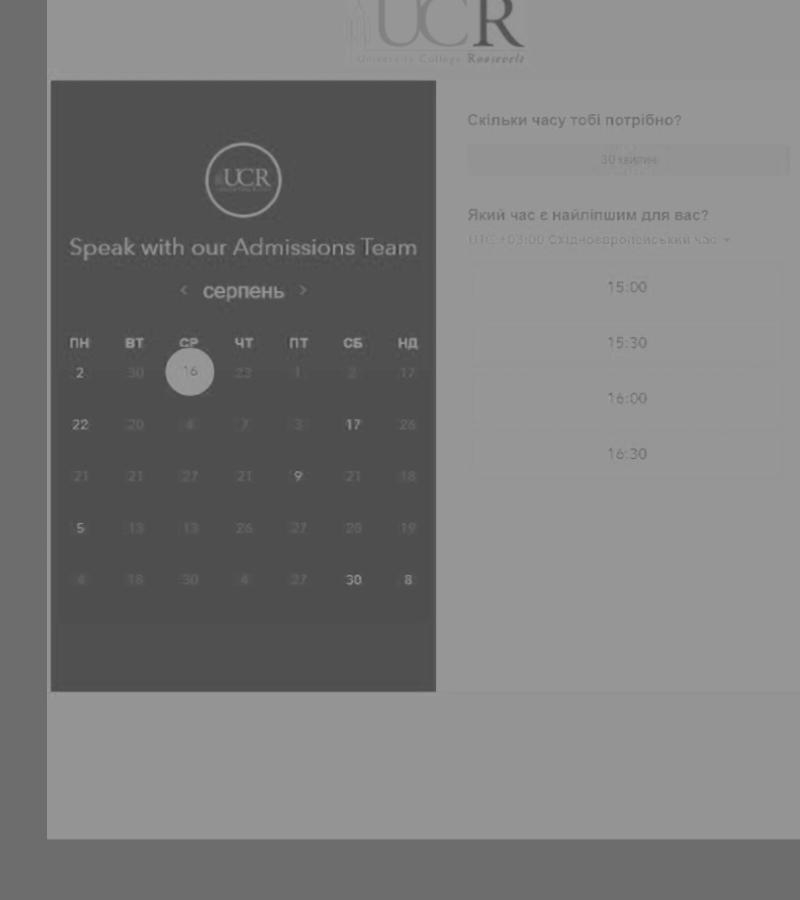 UCR
University College Roosevelt
UCR
Speak with our Admissions Team
‹ серпень ›
ПН ВТ СР ЧТ ПТ СБ НД
2 30 16 23 1 2 17
22 20 4 7 3 17 26
21 21 27 21 9 21 18
5 13 13 26 27 20 19
4 18 30 4 27 30 8
Скільки часу тобі потрібно?
30 хвилин
Який час є найліпшим для вас?
UTC +03:00 Східноєвропейський час
15:00
15:30
16:00
16:30